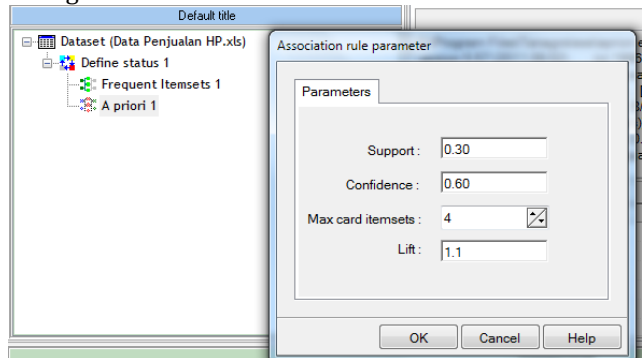 Default title
Dataset (Data Penjualan HP.xls)
Define status 1
Frequent Itemsets 1
A priori 1
Association rule parameter
Parameters
Support : 0.30
Confidence : 0.60
Max card itemsets : 4
Lift : 1.1
OK Cancel Help